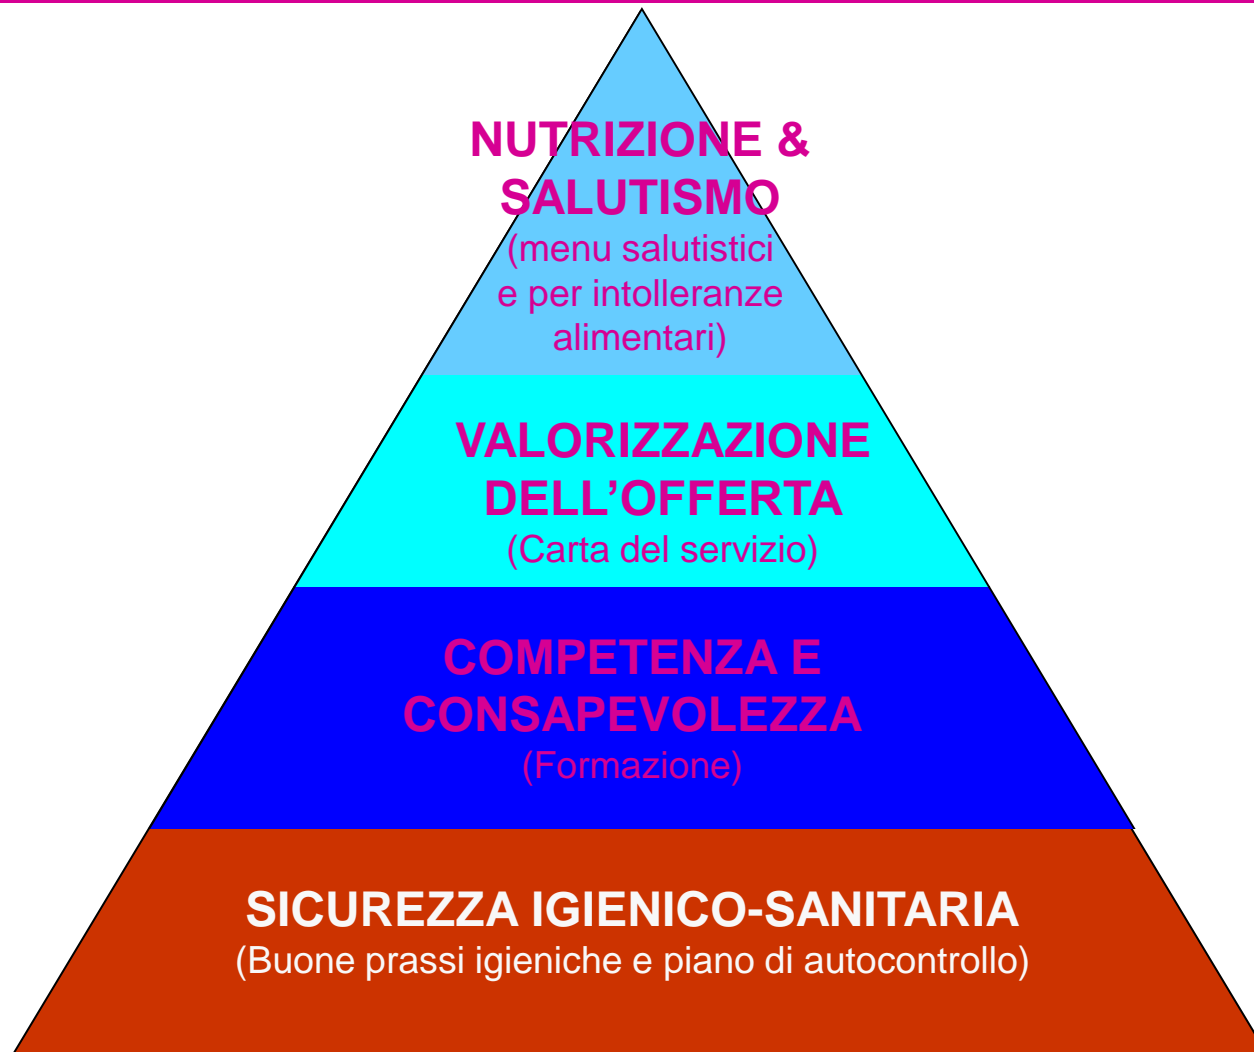 NUTRIZIONE &
SALUTISMO
(menu salutistici
e per intolleranze
alimentari)
VALORIZZAZIONE
DELL’OFFERTA
(Carta del servizio)
COMPETENZA E
CONSAPEVOLEZZA
(Formazione)
SICUREZZA IGIENICO-SANITARIA
(Buone prassi igieniche e piano di autocontrollo)